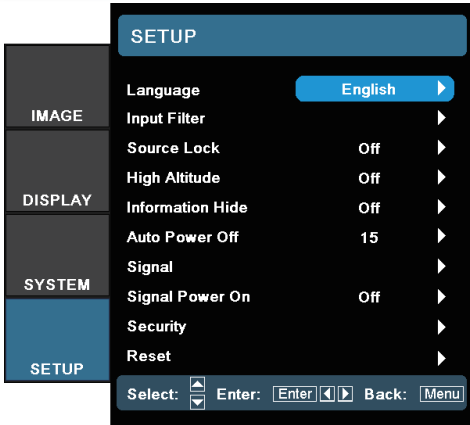 SETUP
IMAGE
DISPLAY
SYSTEM
SETUP
Language English
Input Filter
Source Lock Off
High Altitude Off
Information Hide Off
Auto Power Off 15
Signal
Signal Power On Off
Security
Reset
Select: Enter: Enter Back: Menu